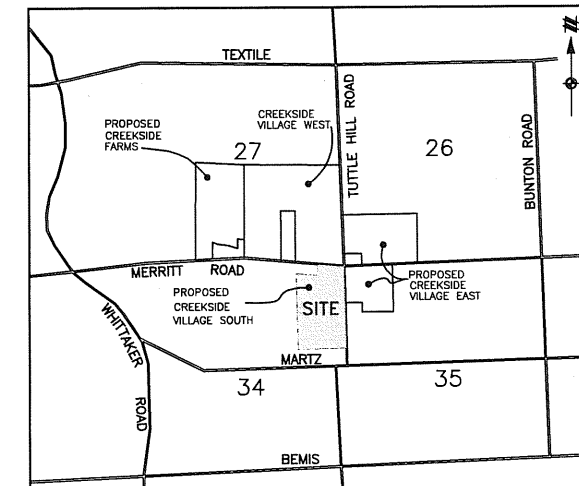 TEXTILE
TUTTLE HILL ROAD
BUNTON ROAD
PROPOSED
CREEKSIDE
FARMS
CREEKSIDE
VILLAGE WEST
27
26
MERRITT ROAD
PROPOSED
CREEKSIDE
VILLAGE SOUTH
SITE
PROPOSED
CREEKSIDE
VILLAGE EAST
WHITTAKER
ROAD
MARTZ
34
35
BEMIS